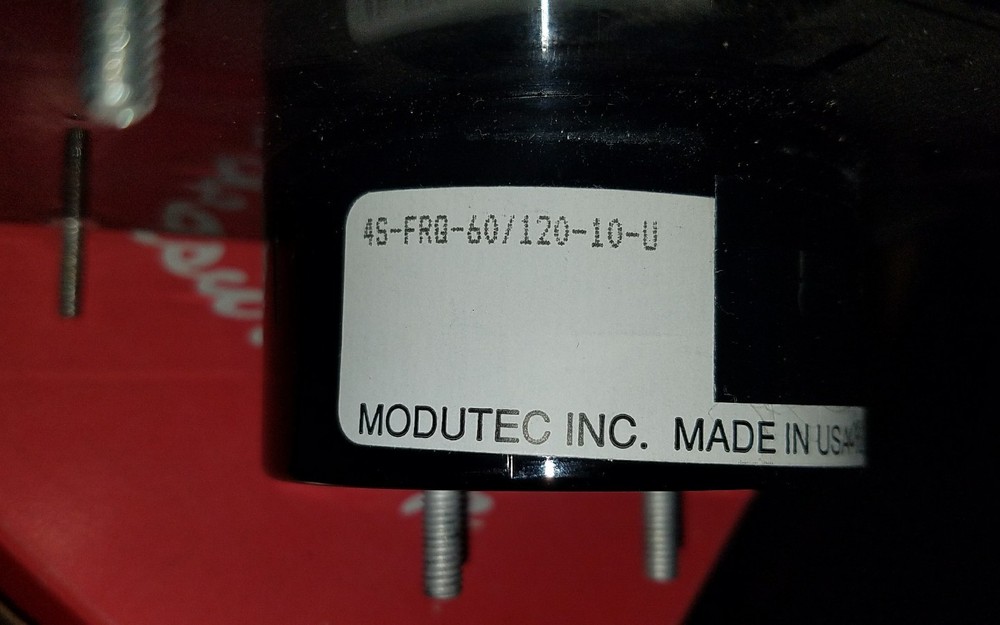 4S-FRQ-60/120-10-U
MODUTEC INC. MADE IN USA